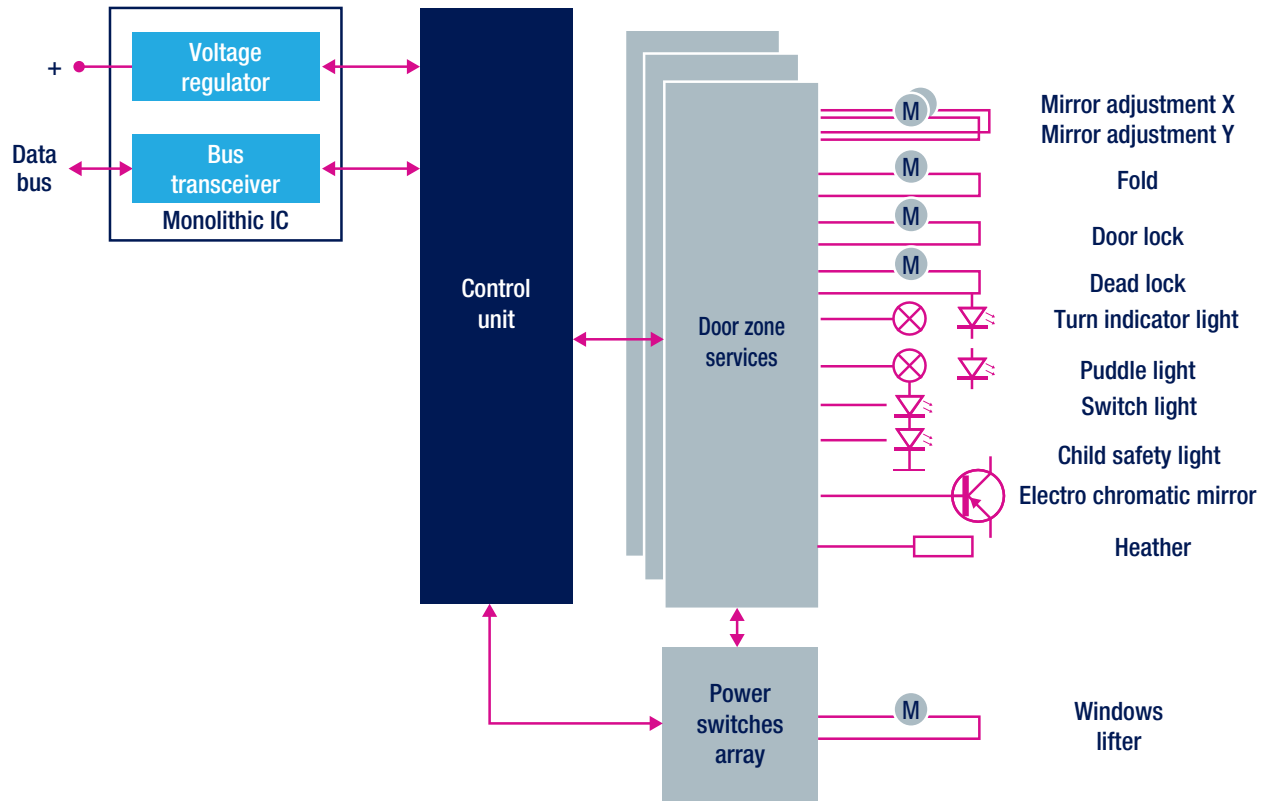 Voltage
regulator
+
Data
bus
Bus
transceiver
Monolithic IC
Control
unit
Door zone
services
M
Mirror adjustment X
Mirror adjustment Y
M
Fold
M
Door lock
M
Dead lock
Turn indicator light
Puddle light
Switch light
Child safety light
Electro chromatic mirror
Heather
Power
switches
array
M
Windows
lifter